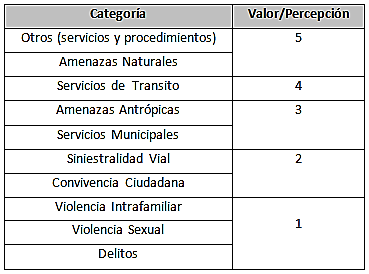 Categoría Valor/Percepción
Otros (servicios y procedimientos) 5
Amenazas Naturales
Servicios de Transito 4
Amenazas Antrópicas 3
Servicios Municipales
Siniestralidad Vial 2
Convivencia Ciudadana
Violencia Intrafamiliar
Violencia Sexual 1
Delitos